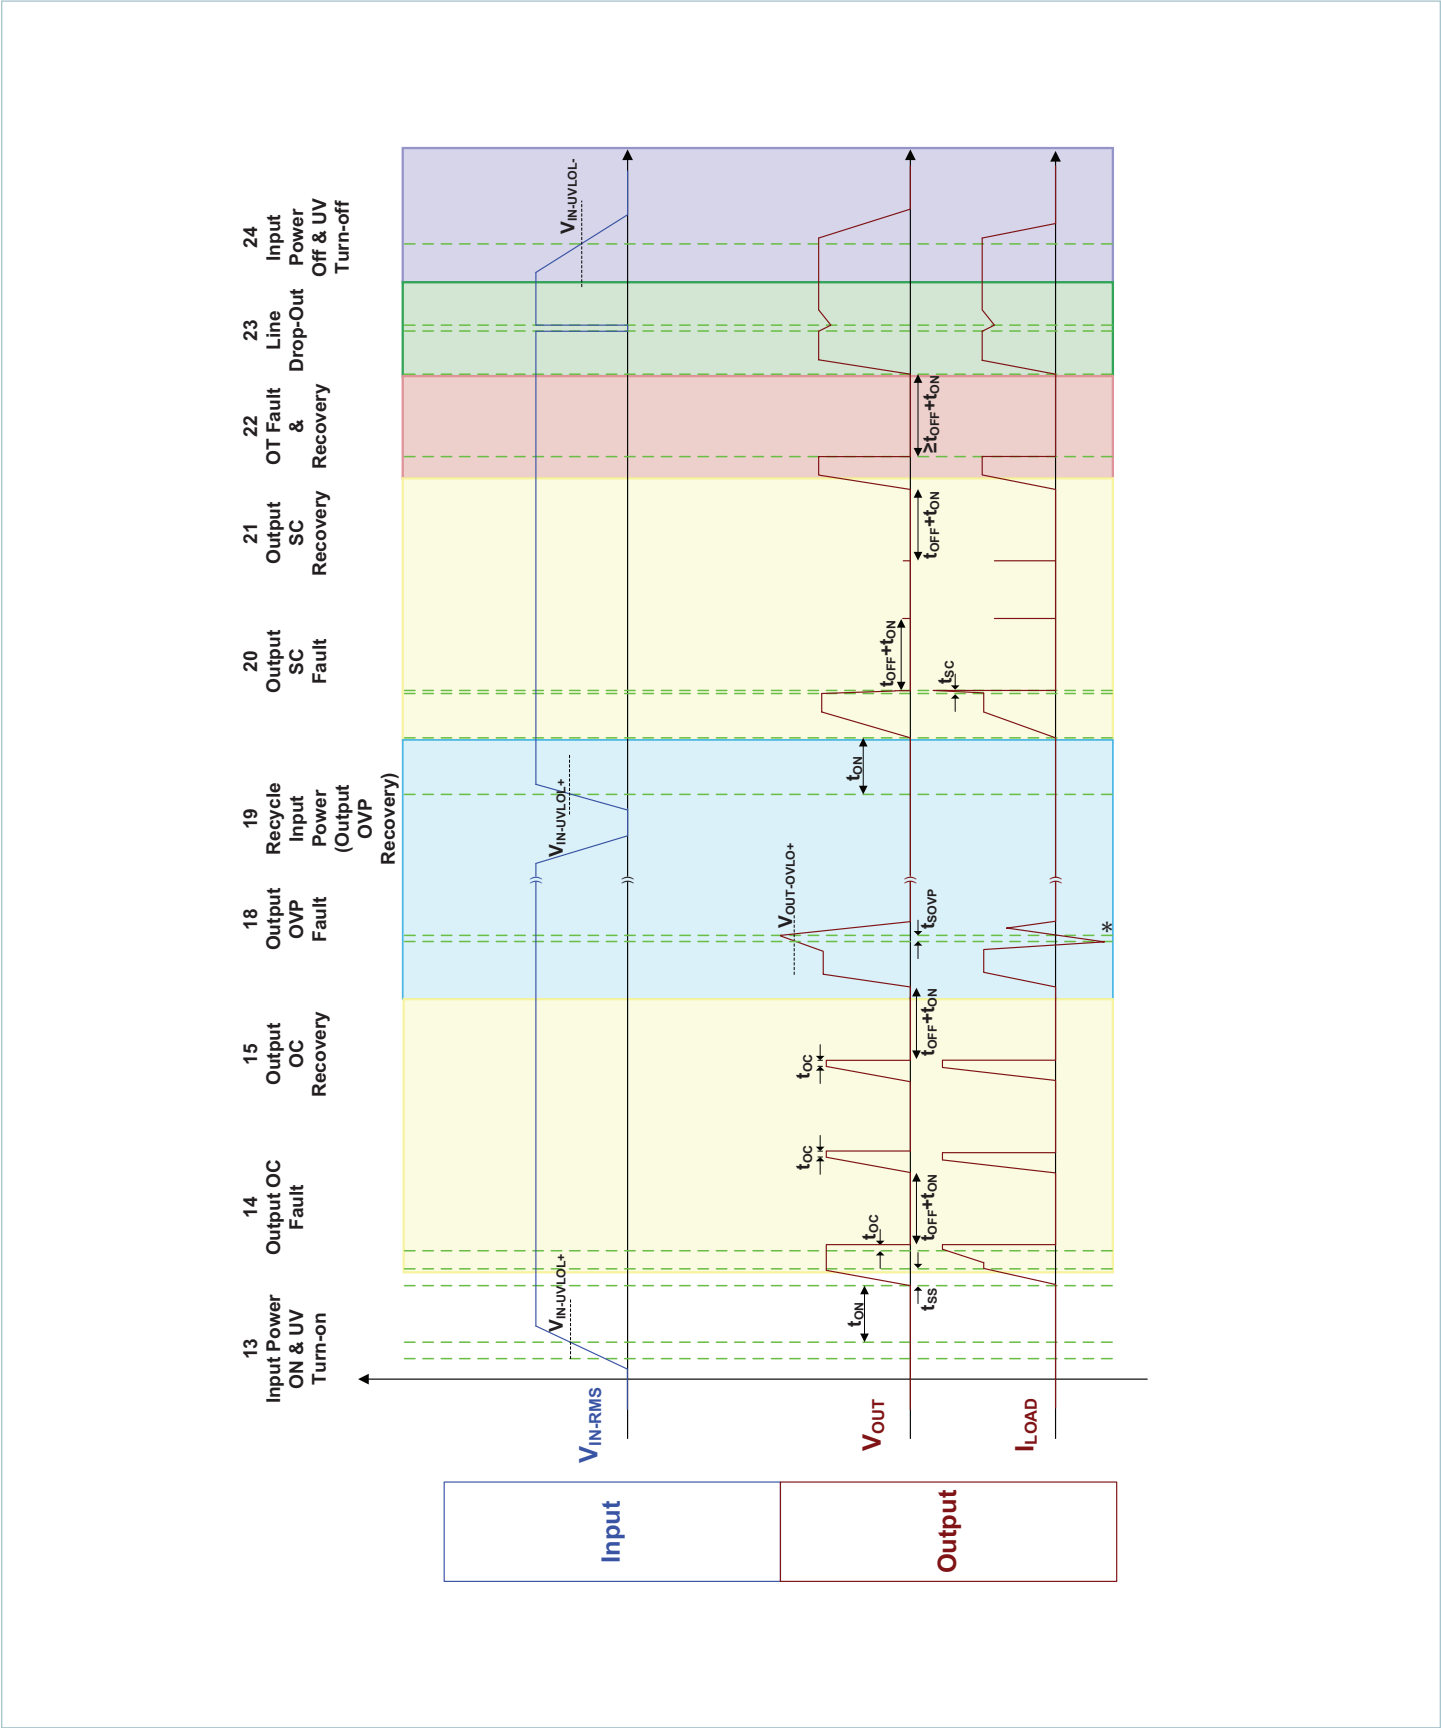 13
Input Power
ON & UV
Turn-on
14
Output OC
Fault
15
Output
OC
Recovery
18
Output
OVP
Fault
19
Recycle
Input
Power
(Output
OVP
Recovery)
20
Output
SC
Fault
21
Output
SC
Recovery
22
OT Fault
&
Recovery
23
Line
Drop-Out
24
Input
Power
Off & UV
Turn-off
Input
VIN-RMS
VIN-UVLOL+
VIN-UVLOL+
VIN-UVLOL-
Output
VOUT
tON
tSS
tOC
tOFF+tON
tOC
tOC
tOFF+tON
VOUT-OVLO+
tSOVP
tON
tOFF+tON
tOFF+tON
≥tOFF+tON
ILOAD
*
tSC